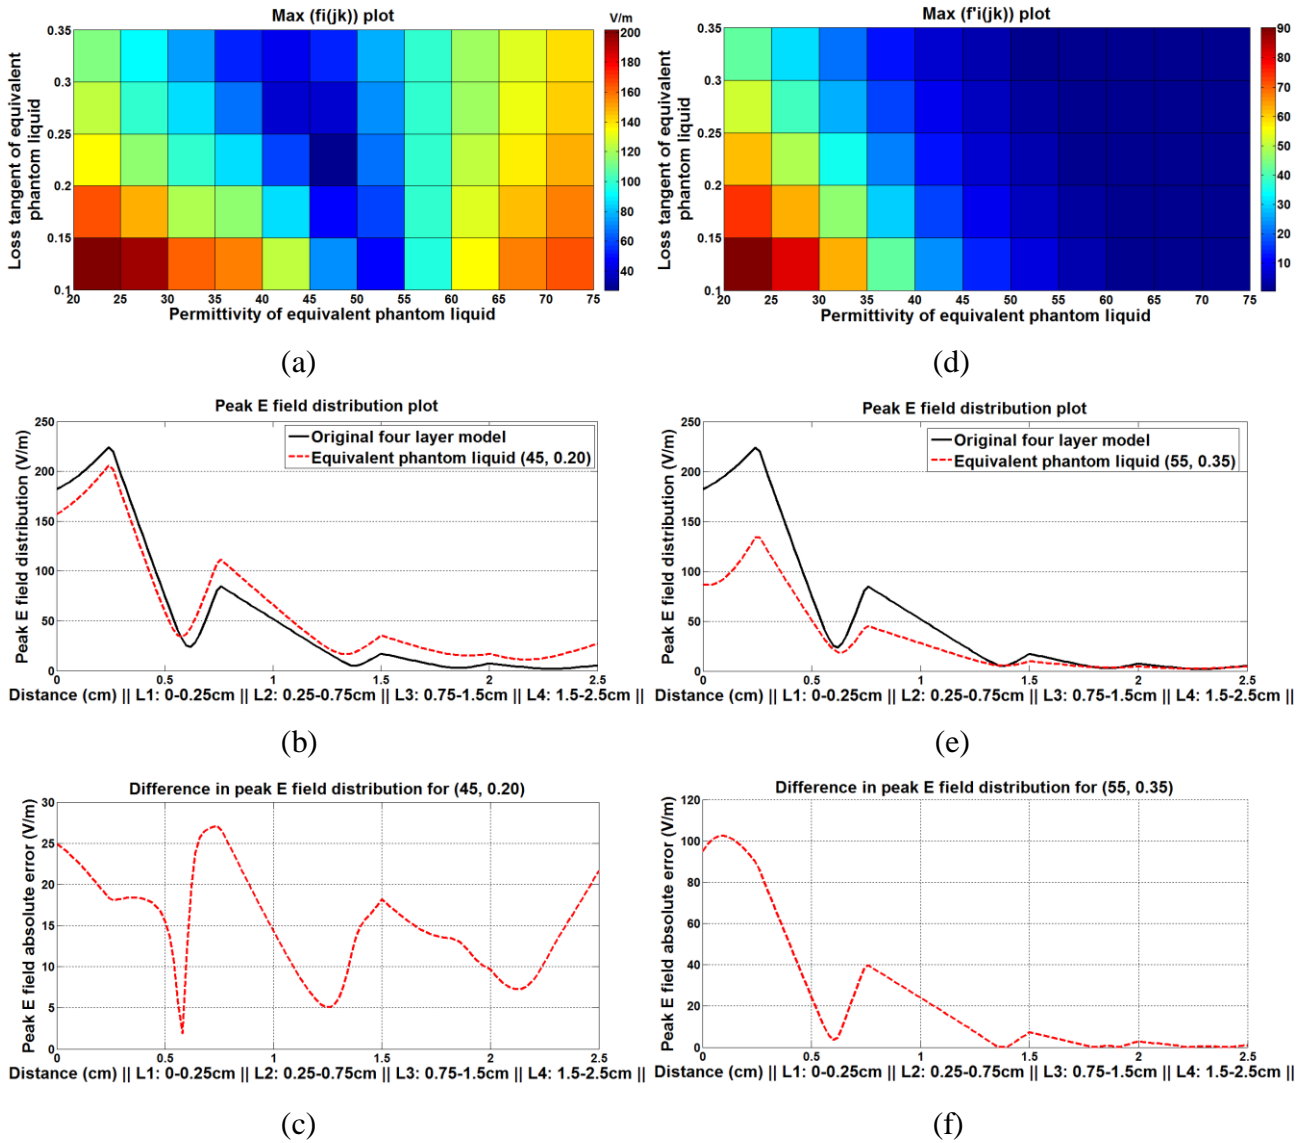 Max (fi(jk)) plot
V/m
Loss tangent of equivalent
phantom liquid
0.35
0.3
0.25
0.2
0.15
0.1
20 25 30 35 40 45 50 55 60 65 70 75
Permittivity of equivalent phantom liquid
200
180
160
140
120
100
80
60
40
(a)
Max (f'i(jk)) plot
Loss tangent of equivalent
phantom liquid
0.35
0.3
0.25
0.2
0.15
0.1
20 25 30 35 40 45 50 55 60 65 70 75
Permittivity of equivalent phantom liquid
90
80
70
60
50
40
30
20
10
(d)
Peak E field distribution plot
Peak E field distribution (V/m)
250
200
150
100
50
0
Original four layer model
Equivalent phantom liquid (45, 0.20)
0 0.5 1 1.5 2 2.5
Distance (cm) || L1: 0-0.25cm || L2: 0.25-0.75cm || L3: 0.75-1.5cm || L4: 1.5-2.5cm ||
(b)
Peak E field distribution plot
Peak E field distribution (V/m)
250
200
150
100
50
0
Original four layer model
Equivalent phantom liquid (55, 0.35)
0 0.5 1 1.5 2 2.5
Distance (cm) || L1: 0-0.25cm || L2: 0.25-0.75cm || L3: 0.75-1.5cm || L4: 1.5-2.5cm ||
(e)
Difference in peak E field distribution for (45, 0.20)
Peak E field absolute error (V/m)
30
25
20
15
10
5
0
0 0.5 1 1.5 2 2.5
Distance (cm) || L1: 0-0.25cm || L2: 0.25-0.75cm || L3: 0.75-1.5cm || L4: 1.5-2.5cm ||
(c)
Difference in peak E field distribution for (55, 0.35)
Peak E field absolute error (V/m)
120
100
80
60
40
20
0
0 0.5 1 1.5 2 2.5
Distance (cm) || L1: 0-0.25cm || L2: 0.25-0.75cm || L3: 0.75-1.5cm || L4: 1.5-2.5cm ||
(f)